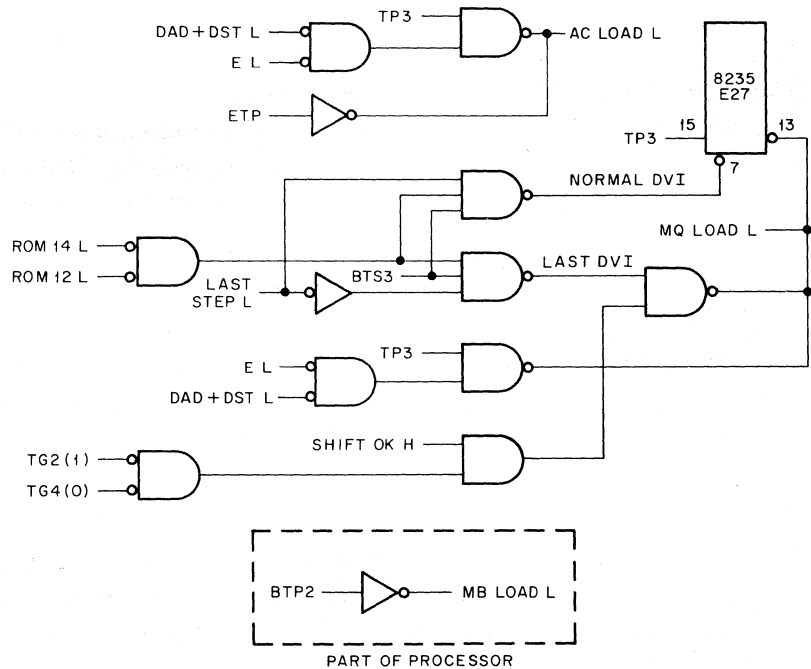 TP3
DAD+DST L
AC LOAD L
E L
8235
E27
ETP
15
13
TP3
7
NORMAL DVI
MQ LOAD L
ROM 14 L
ROM 12 L
BTS3
LAST DVI
LAST
STEP L
TP3
E L
DAD+DST L
SHIFT OK H
TG2(1)
TG4(0)
BTP2
MB LOAD L
PART OF PROCESSOR